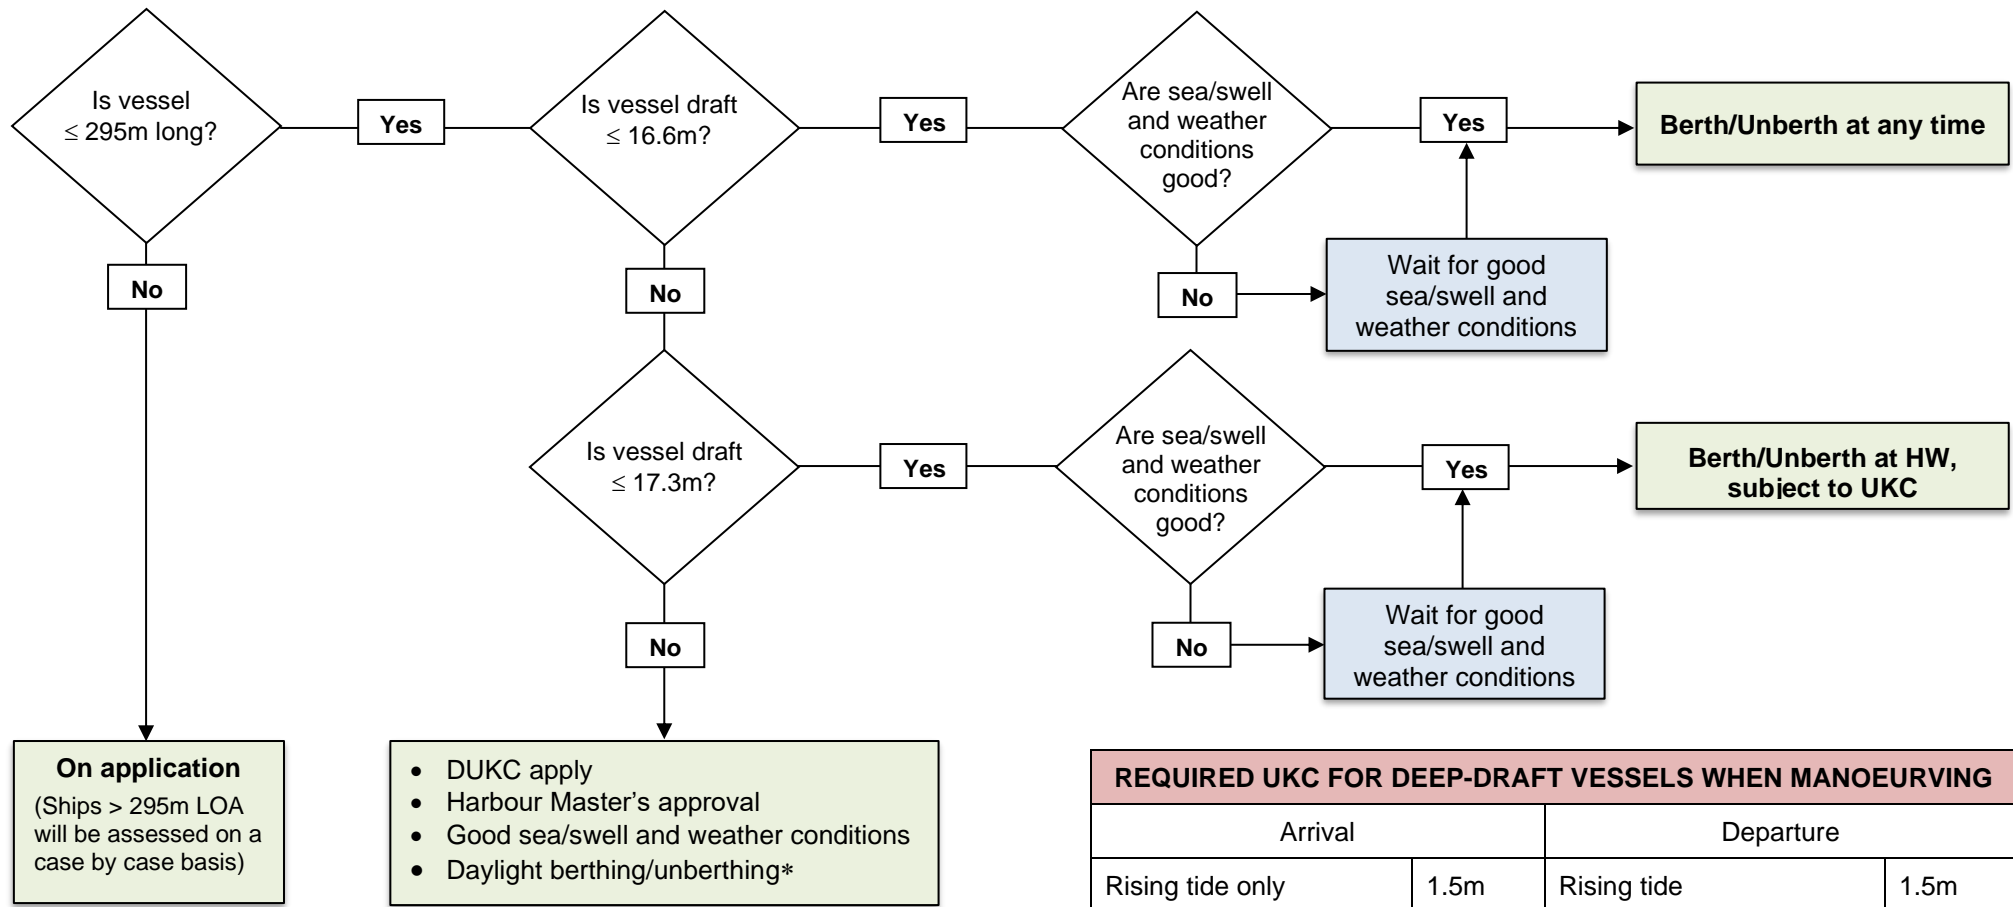 Is vessel
≤ 295m long?
Yes
Is vessel draft
≤ 16.6m?
Yes
Are sea/swell
and weather
conditions
good?
Yes
Berth/Unberth at any time
No
No
No
Wait for good
sea/swell and
weather conditions
Is vessel draft
≤ 17.3m?
Yes
Are sea/swell
and weather
conditions
good?
Yes
Berth/Unberth at HW,
subject to UKC
No
No
Wait for good
sea/swell and
weather conditions
On application
(Ships > 295m LOA
will be assessed on a
case by case basis)
• DUKC apply
• Harbour Master’s approval
• Good sea/swell and weather conditions
• Daylight berthing/unberthing*
REQUIRED UKC FOR DEEP-DRAFT VESSELS WHEN MANOEURVING
Arrival Departure
Rising tide only 1.5m Rising tide 1.5m